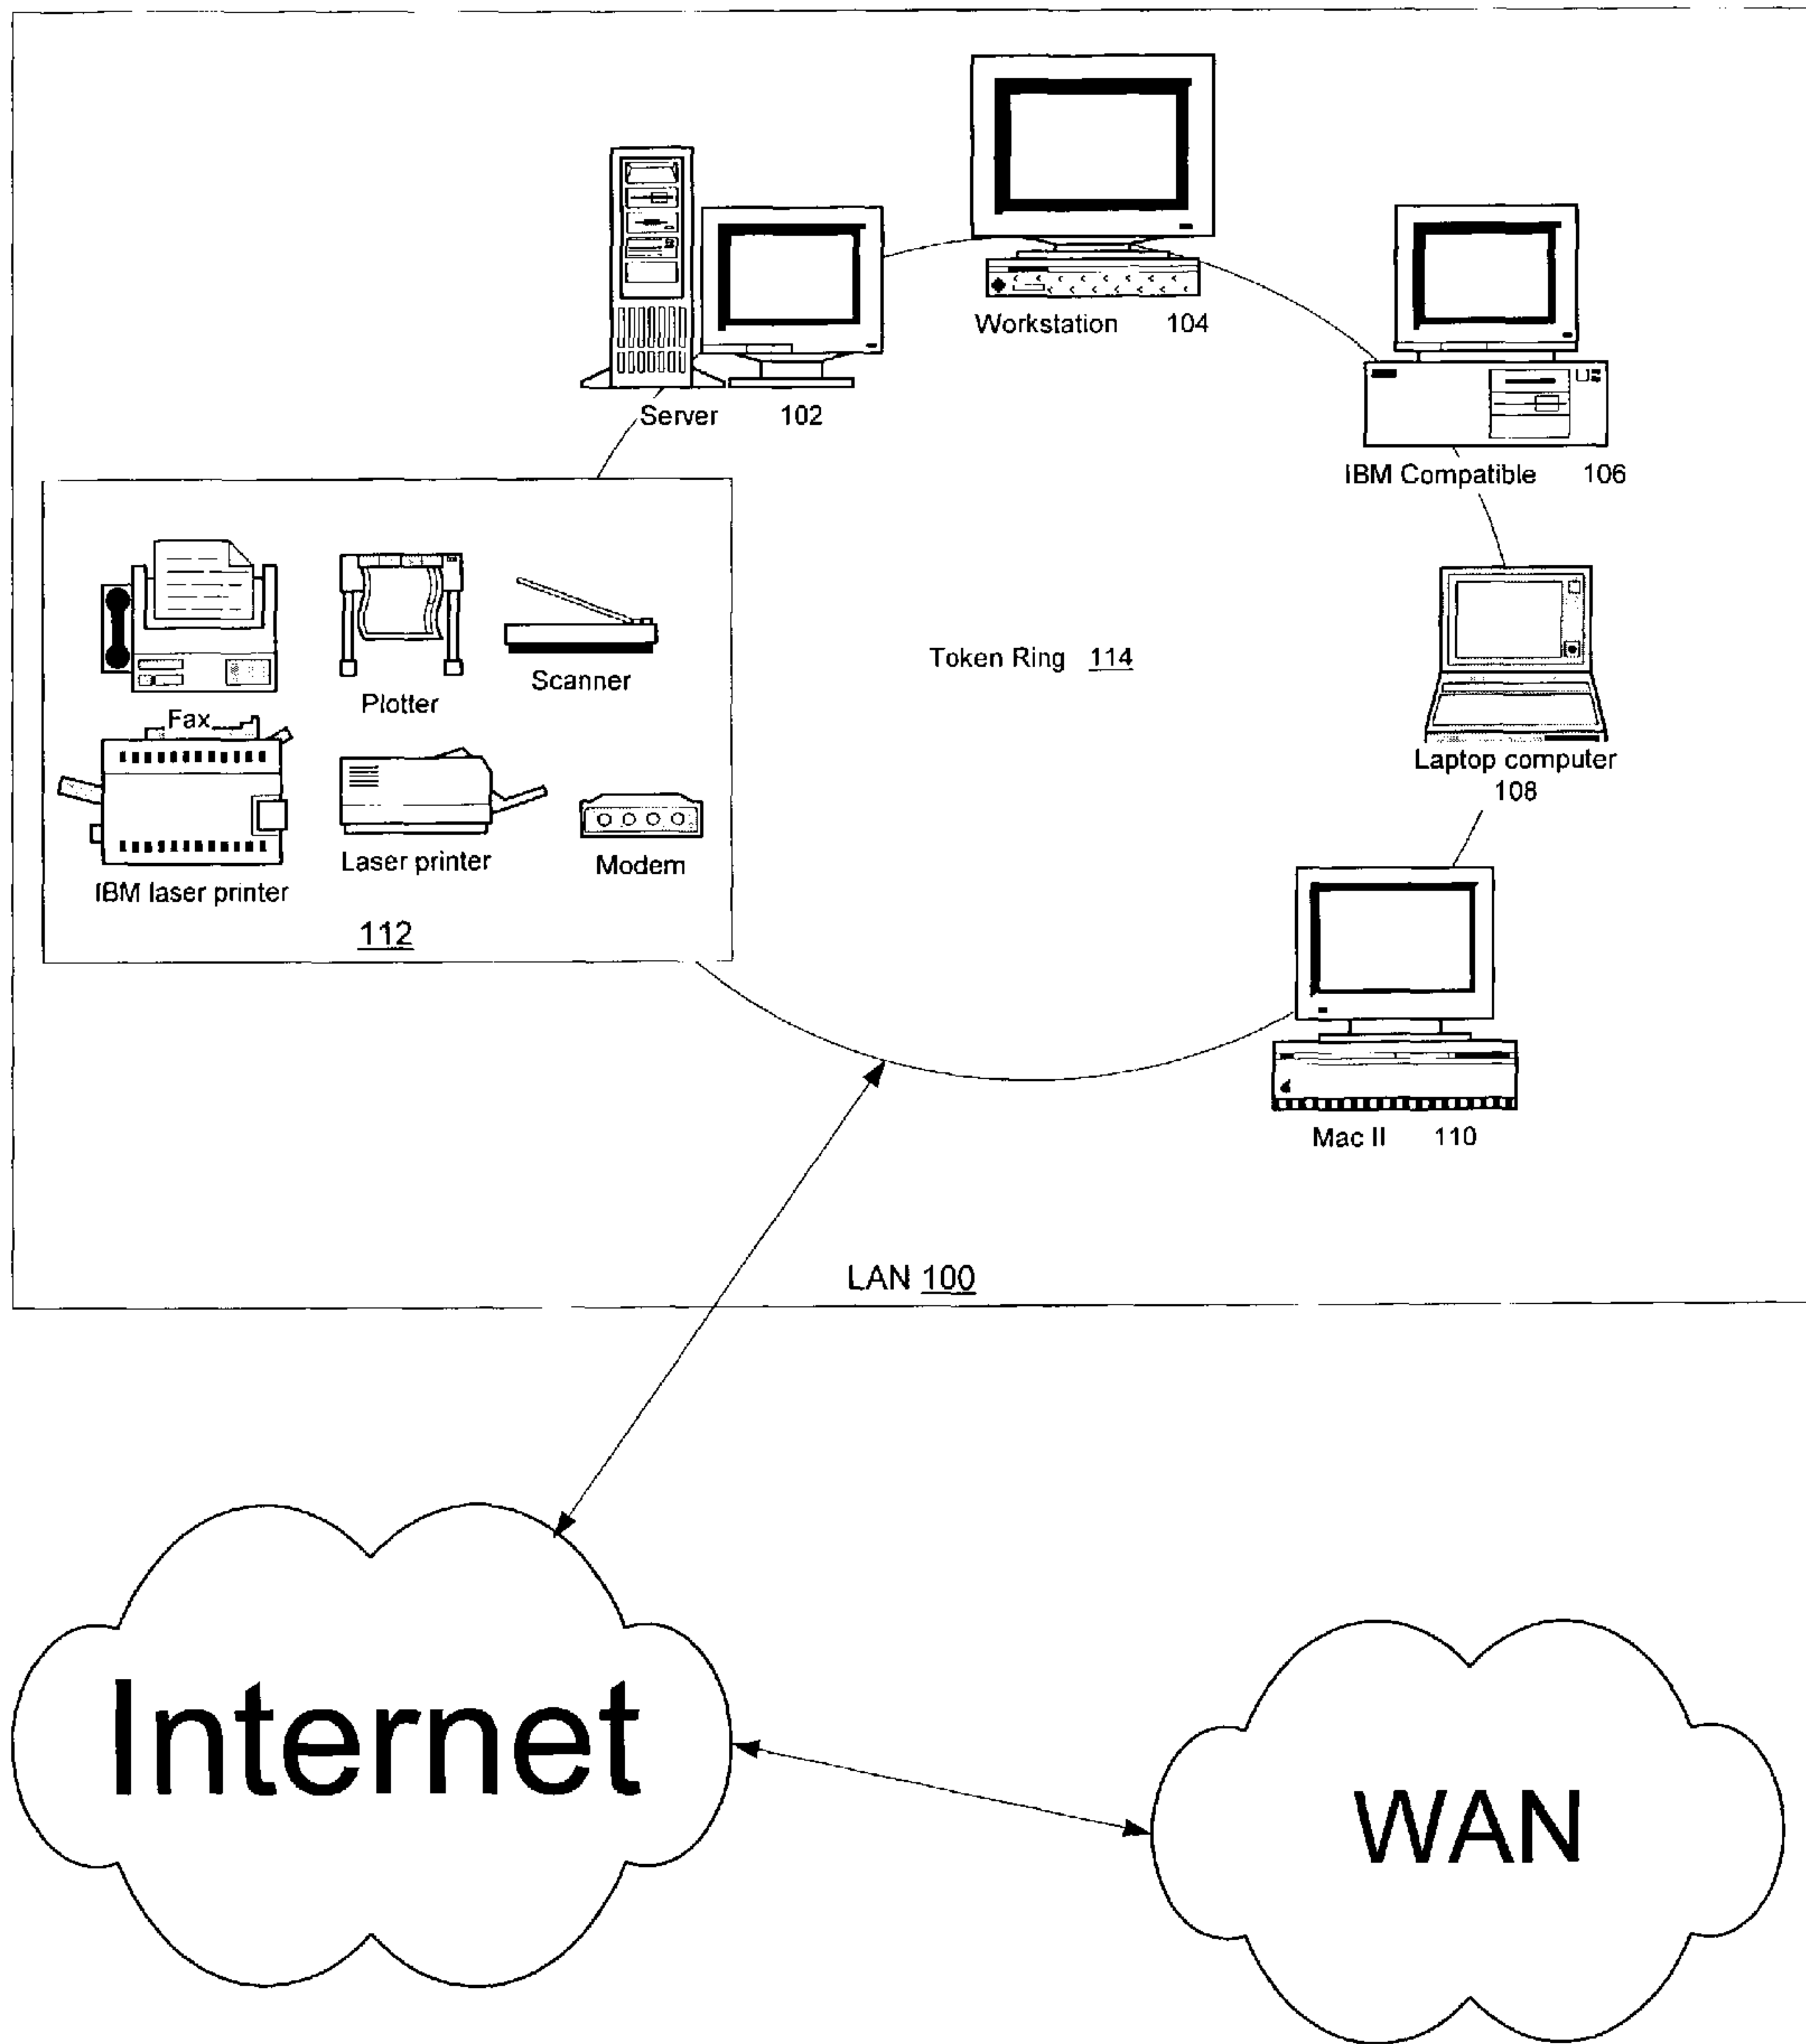 Workstation 104
Server 102
IBM Compatible 106
Token Ring 114
Scanner
Plotter
Fax
Laptop computer
108
Laser printer
Modem
IBM laser printer
112
Mac II 110
LAN 100
Internet
WAN